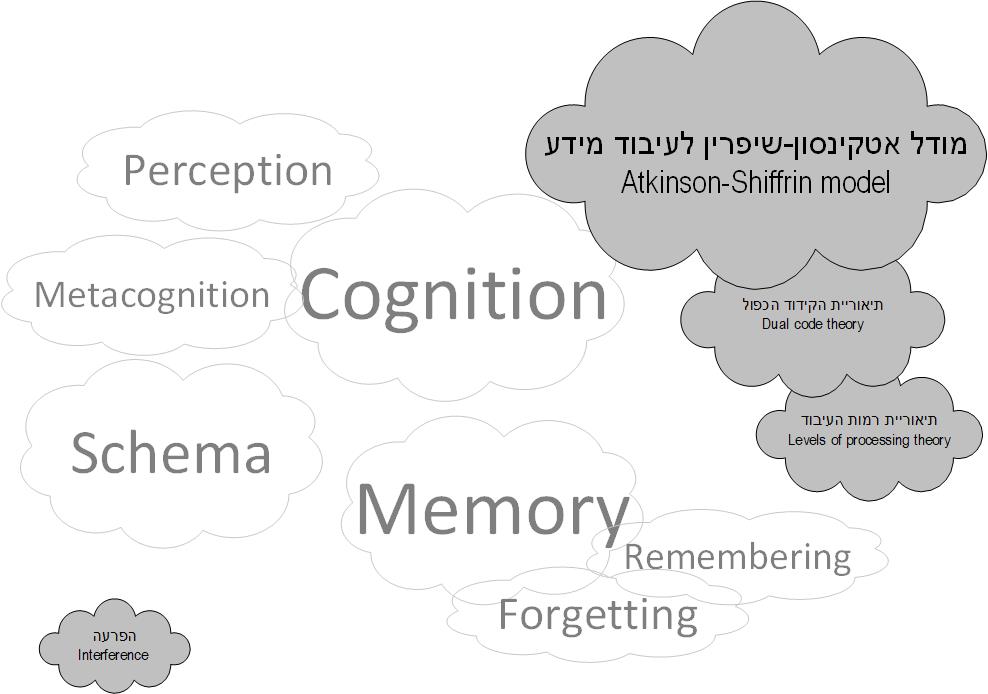 מודל אטקינסון-שיפרין לעיבוד מידע
Atkinson-Shiffrin model
Perception
Metacognition
Cognition
תיאוריית הקידוד הכפול
Dual code theory
תיאוריית רמות העיבוד
Levels of processing theory
Schema
Memory
Remembering
Forgetting
הפרעה
Interference